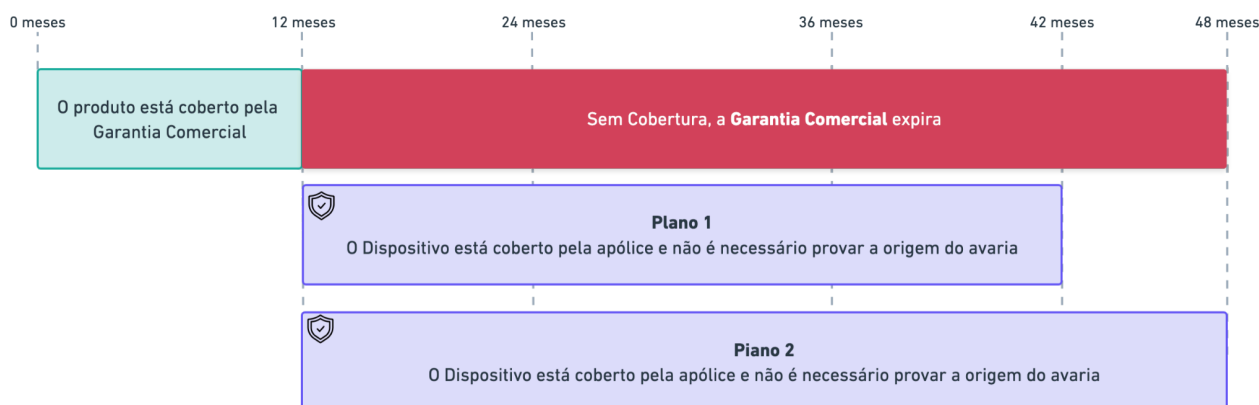 0 meses
12 meses
24 meses
36 meses
42 meses
48 meses
O produto está coberto pela
Garantia Comercial
Sem Cobertura, a Garantia Comercial expira
Plano 1
O Dispositivo está coberto pela apólice e não é necessário provar a origem do avaria
Piano 2
O Dispositivo está coberto pela apólice e não é necessário provar a origem do avaria